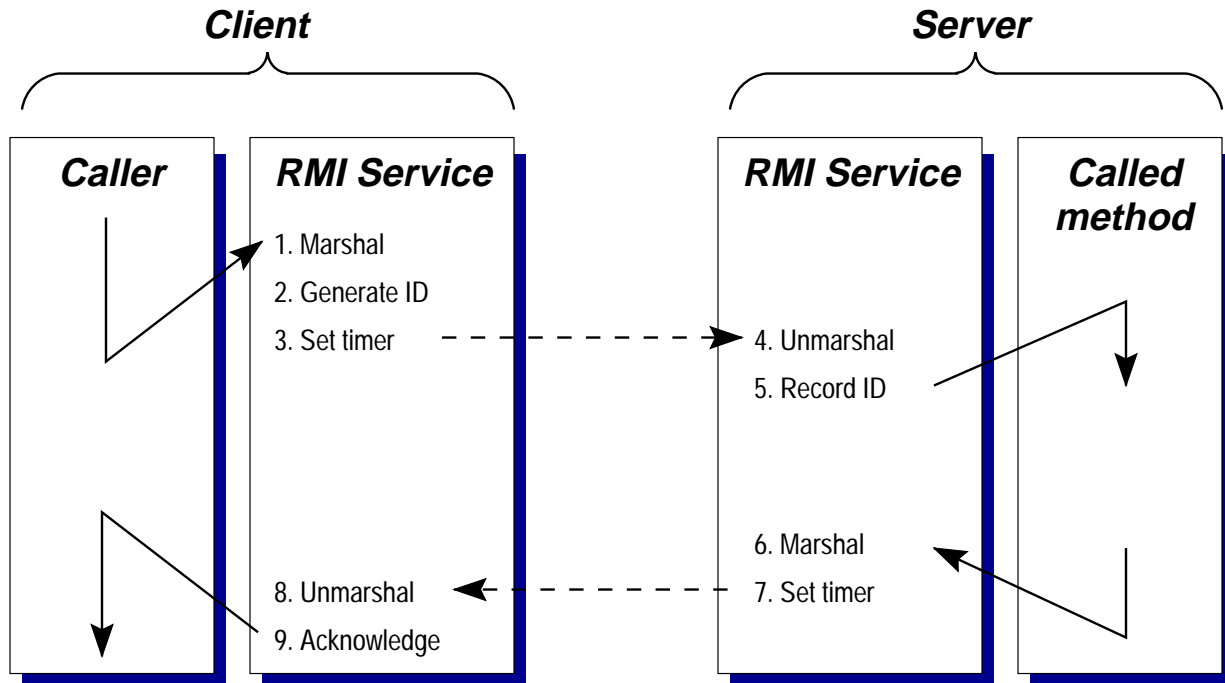 Client
Server
Caller
RMI Service
1. Marshal
2. Generate ID
3. Set timer
8. Unmarshal
9. Acknowledge
RMI Service
4. Unmarshal
5. Record ID
6. Marshal
7. Set timer
Called
method